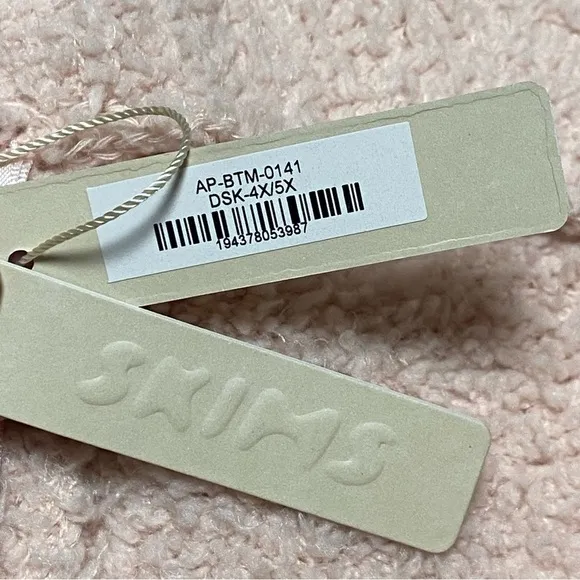 AP-BTM-0141
DSK-4X/5X
194378053987
SKIMS